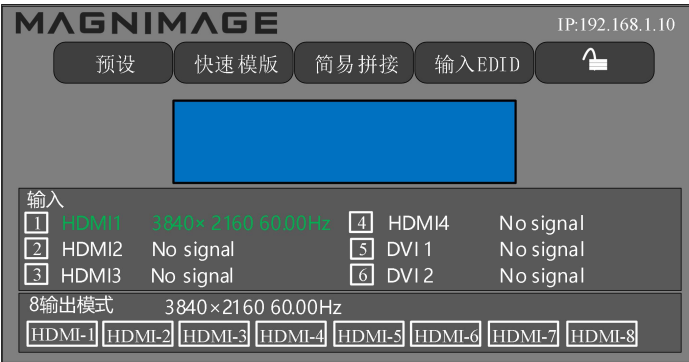 MAGNIMAGE IP:192.168.1.10
预设 快速模版 简易拼接 输入EDID
输入
1 HDMI1 3840×2160 60.00Hz 4 HDMI4 No signal
2 HDMI2 No signal 5 DVI 1 No signal
3 HDMI3 No signal 6 DVI 2 No signal
8输出模式 3840×2160 60.00Hz
HDMI-1 HDMI-2 HDMI-3 HDMI-4 HDMI-5 HDMI-6 HDMI-7 HDMI-8